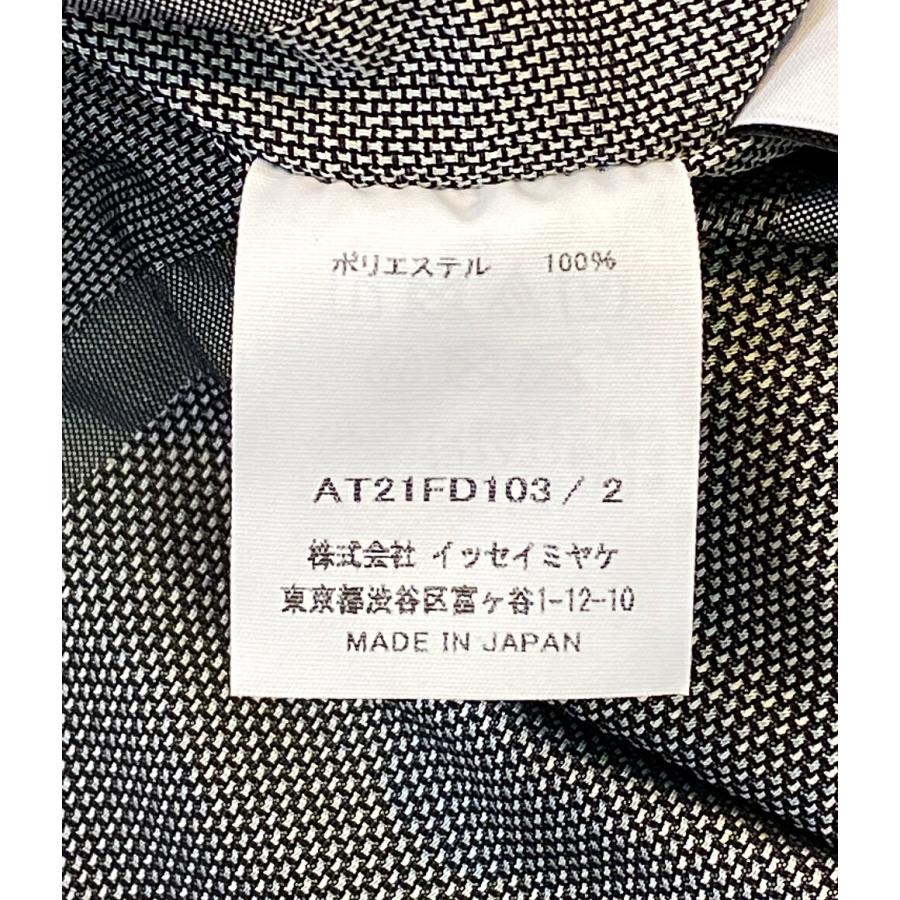 ポリエステル 100%
AT21FD103 / 2
株式会社 イッセイミヤケ
東京都渋谷区富ヶ谷1-12-10
MADE IN JAPAN